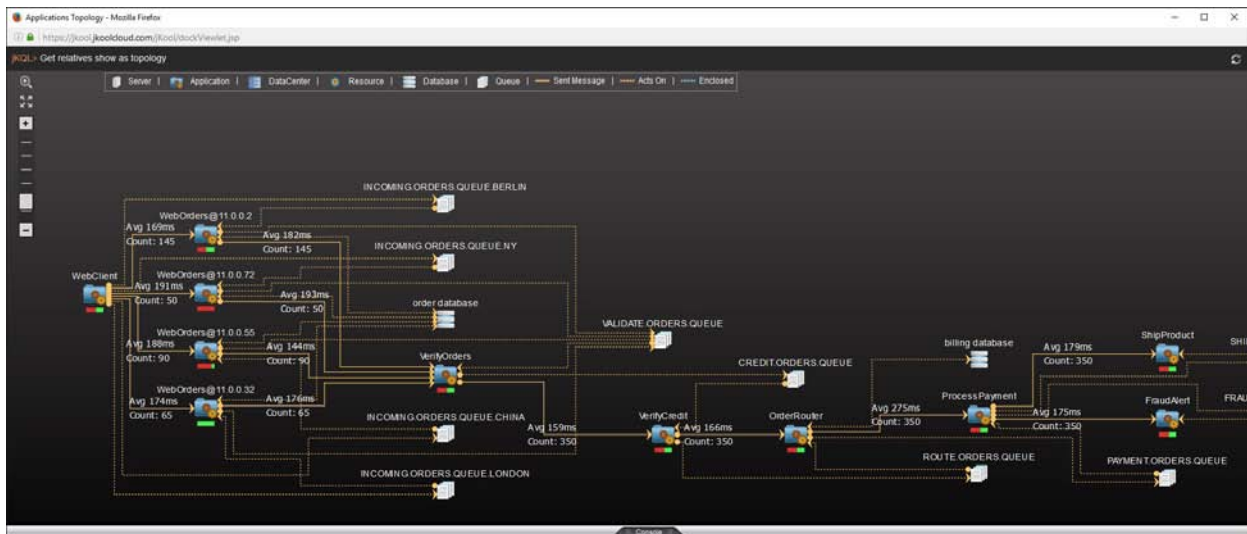 Applications Topology - Mozilla Firefox
https://jkool.jkoolcloud.com/jKool/dockViewlet.jsp
jKQL> Get relatives show as topology
Server | Application | DataCenter | Resource | Database | Queue | Sent Message | Acts On | Enclosed
INCOMING.ORDERS.QUEUE.BERLIN
WebOrders@11.0.0.2
Avg 169ms
Count: 145
Avg 182ms
Count: 145
INCOMING.ORDERS.QUEUE.NY
WebClient
WebOrders@11.0.0.72
Avg 191ms
Count: 50
Avg 193ms
Count: 50
order database
WebOrders@11.0.0.55
Avg 188ms
Count: 90
Avg 144ms
Count: 90
VALIDATE.ORDERS.QUEUE
VerifyOrders
CREDIT.ORDERS.QUEUE
billing database
Avg 179ms
Count: 350
ShipProduct
SHI
WebOrders@11.0.0.32
Avg 174ms
Count: 65
Avg 176ms
Count: 65
INCOMING.ORDERS.QUEUE.CHINA
Avg 159ms
Count: 350
VerifyCredit
Avg 166ms
Count: 350
OrderRouter
Avg 275ms
Count: 350
ProcessPayment
Avg 175ms
Count: 350
FraudAlert
FRAU
INCOMING.ORDERS.QUEUE.LONDON
ROUTE.ORDERS.QUEUE
PAYMENT.ORDERS.QUEUE
Console